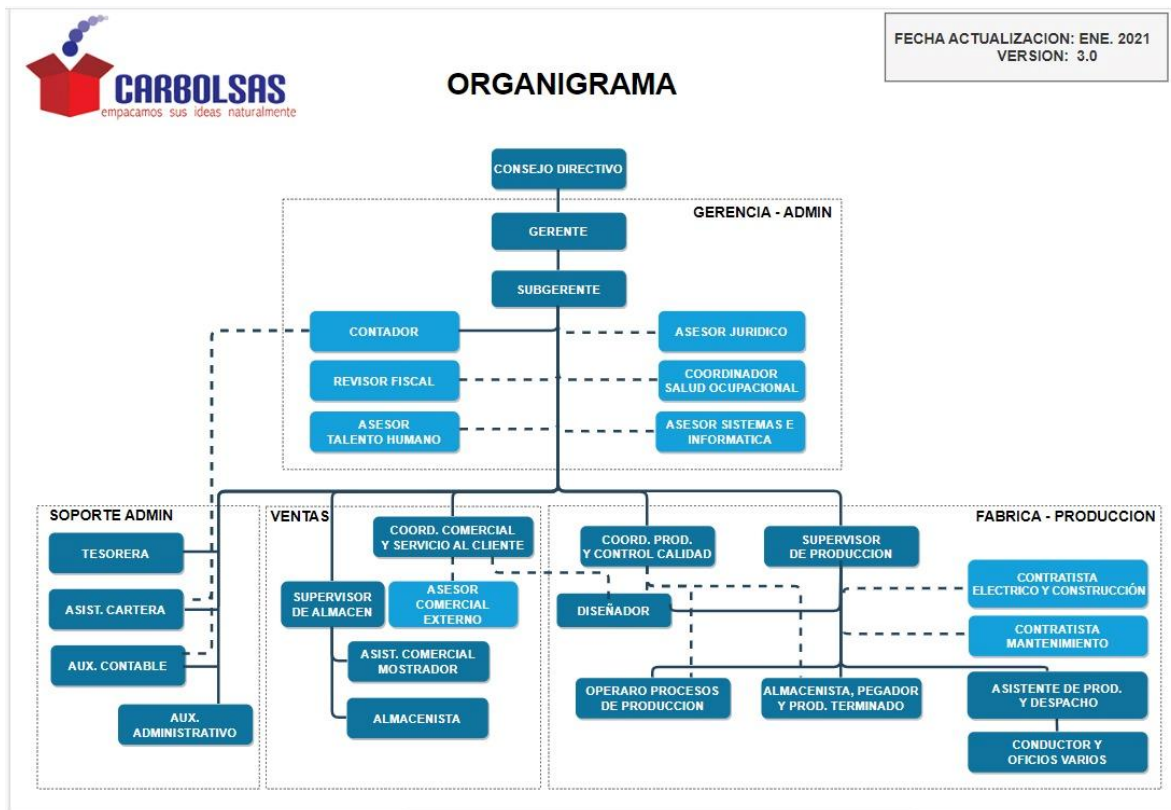 CARBOLSAS
empacamos sus ideas naturalmente
ORGANIGRAMA
FECHA ACTUALIZACION: ENE. 2021
VERSION: 3.0
CONSEJO DIRECTIVO
GERENCIA - ADMIN
GERENTE
SUBGERENTE
CONTADOR
ASESOR JURIDICO
REVISOR FISCAL
COORDINADOR
SALUD OCUPACIONAL
ASESOR
TALENTO HUMANO
ASESOR SISTEMAS E
INFORMATICA
SOPORTE ADMIN
TESORERA
ASIST. CARTERA
AUX. CONTABLE
AUX.
ADMINISTRATIVO
VENTAS
COORD. COMERCIAL
Y SERVICIO AL CLIENTE
SUPERVISOR
DE ALMACEN
ASESOR
COMERCIAL
EXTERNO
ASIST. COMERCIAL
MOSTRADOR
ALMACENISTA
FABRICA - PRODUCCION
COORD. PROD.
Y CONTROL CALIDAD
SUPERVISOR
DE PRODUCCION
DISEÑADOR
CONTRATISTA
ELECTRICO Y CONSTRUCCIÓN
CONTRATISTA
MANTENIMIENTO
OPERARO PROCESOS
DE PRODUCCION
ALMACENISTA, PEGADOR
Y PROD. TERMINADO
ASISTENTE DE PROD.
Y DESPACHO
CONDUCTOR Y
OFICIOS VARIOS